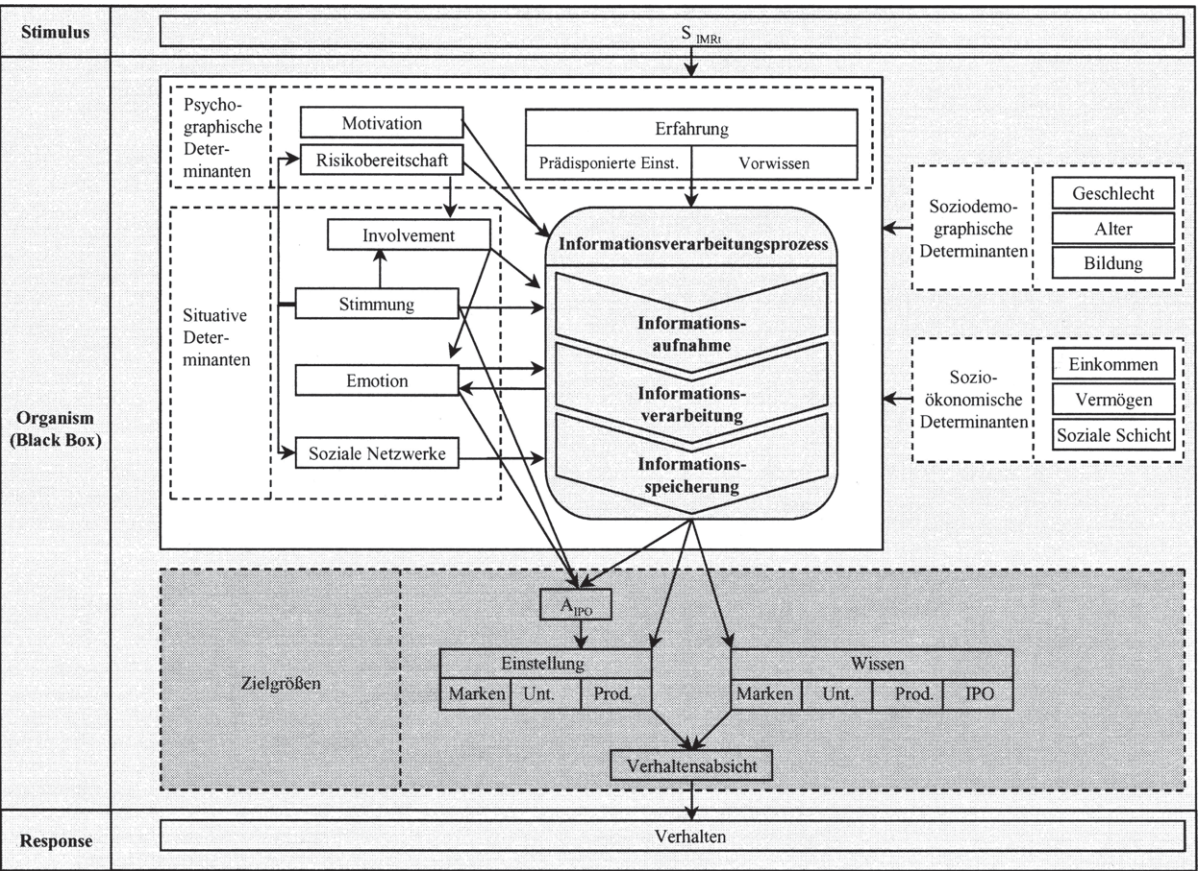 Stimulus
S IMRt
Organism
(Black Box)
Psycho-
graphische
Deter-
minanten
Motivation
Risikobereitschaft
Erfahrung
Prädisponierte Einst.
Vorwissen
Situative
Deter-
minanten
Involvement
Stimmung
Emotion
Soziale Netzwerke
Informationsverarbeitungsprozess
Informations-
aufnahme
Informations-
verarbeitung
Informations-
speicherung
Soziodemo-
graphische
Determinanten
Geschlecht
Alter
Bildung
Sozio-
ökonomische
Determinanten
Einkommen
Vermögen
Soziale Schicht
Zielgrößen
A IPO
Einstellung
Marken Unt. Prod.
Wissen
Marken Unt. Prod. IPO
Verhaltensabsicht
Response
Verhalten